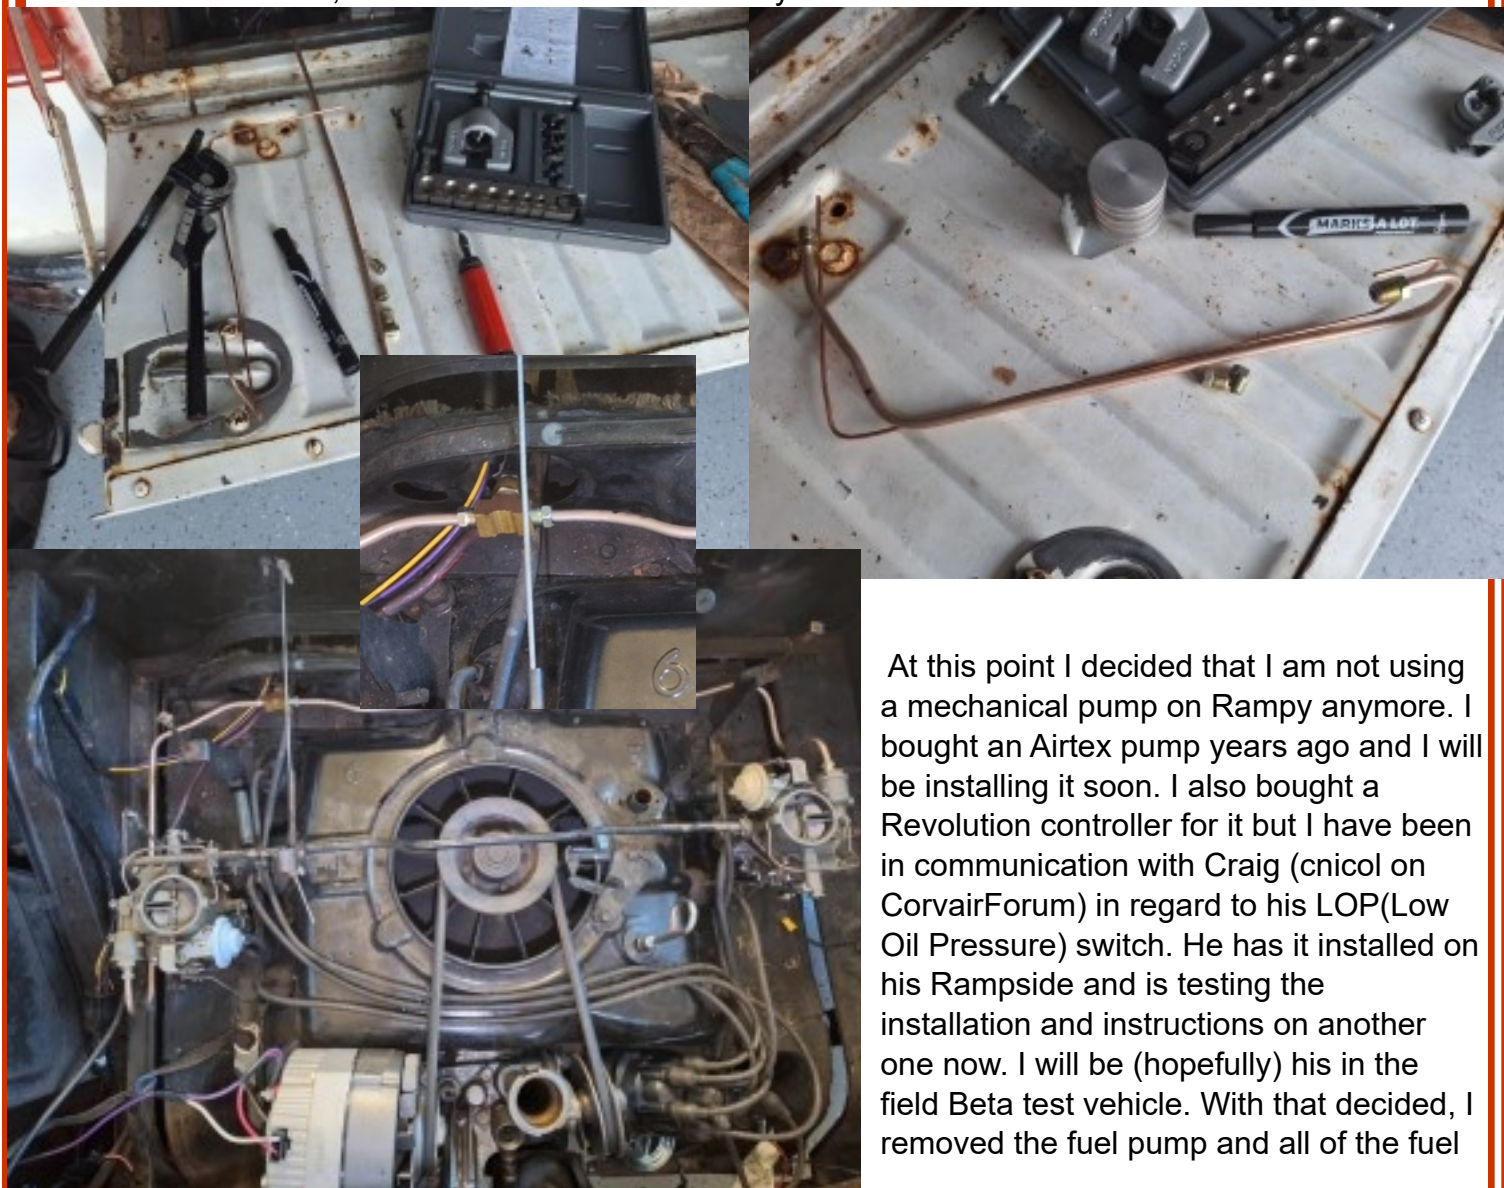 MARKS A LOT
6
At this point I decided that I am not using
a mechanical pump on Rampy anymore. I
bought an Airtex pump years ago and I will
be installing it soon. I also bought a
Revolution controller for it but I have been
in communication with Craig (cnicol on
CorvairForum) in regard to his LOP(Low
Oil Pressure) switch. He has it installed on
his Rampside and is testing the
installation and instructions on another
one now. I will be (hopefully) his in the
field Beta test vehicle. With that decided, I
removed the fuel pump and all of the fuel